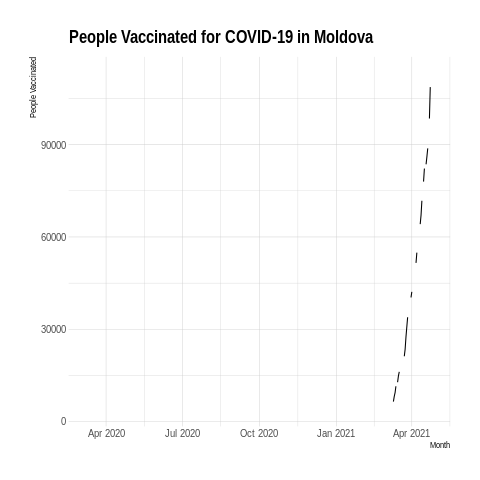 People Vaccinated for COVID-19 in Moldova
People Vaccinated
90000
60000
30000
0
Apr 2020 Jul 2020 Oct 2020 Jan 2021 Apr 2021
Month